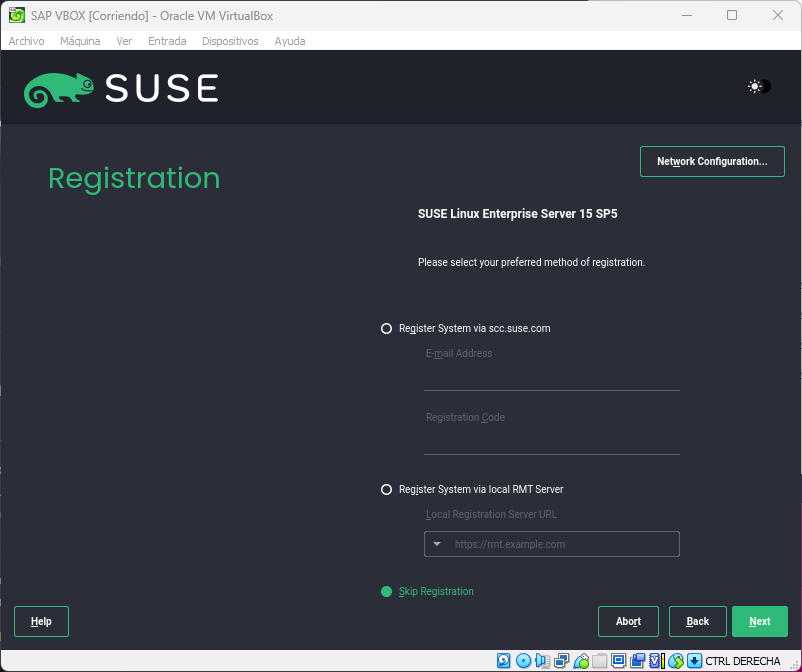 SAP VBOX [Corriendo] - Oracle VM VirtualBox
Archivo Máquina Ver Entrada Dispositivos Ayuda
SUSE
Network Configuration...
Registration
SUSE Linux Enterprise Server 15 SP5
Please select your preferred method of registration.
Register System via scc.suse.com
E-mail Address
Registration Code
Register System via local RMT Server
Local Registration Server URL
https://rmt.example.com
Skip Registration
Help Abort Back Next
CTRL DERECHA